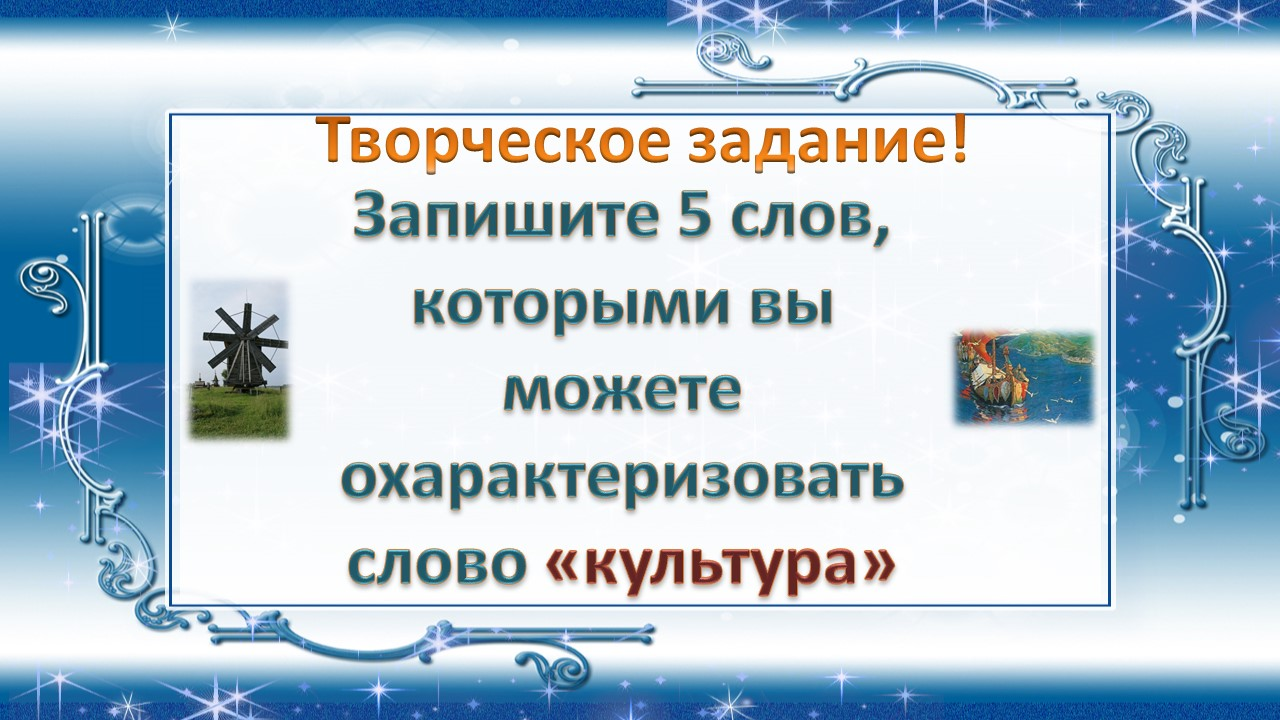 Творческое задание!
Запишите 5 слов,
которыми вы
можете
охарактеризовать
слово «культура»